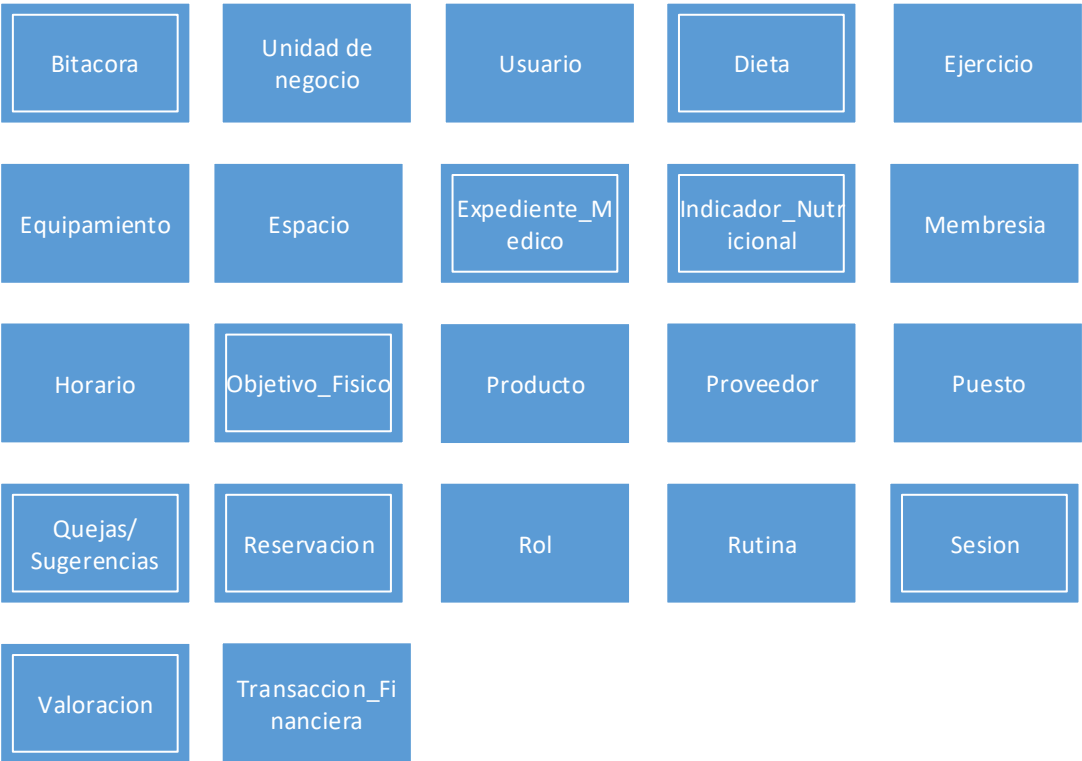 Bitacora
Unidad de
negocio
Usuario
Dieta
Ejercicio
Equipamiento
Espacio
Expediente_M
edico
Indicador_Nutr
icional
Membresia
Horario
Objetivo_Fisico
Producto
Proveedor
Puesto
Quejas/
Sugerencias
Reservacion
Rol
Rutina
Sesion
Valoracion
Transaccion_Fi
nanciera